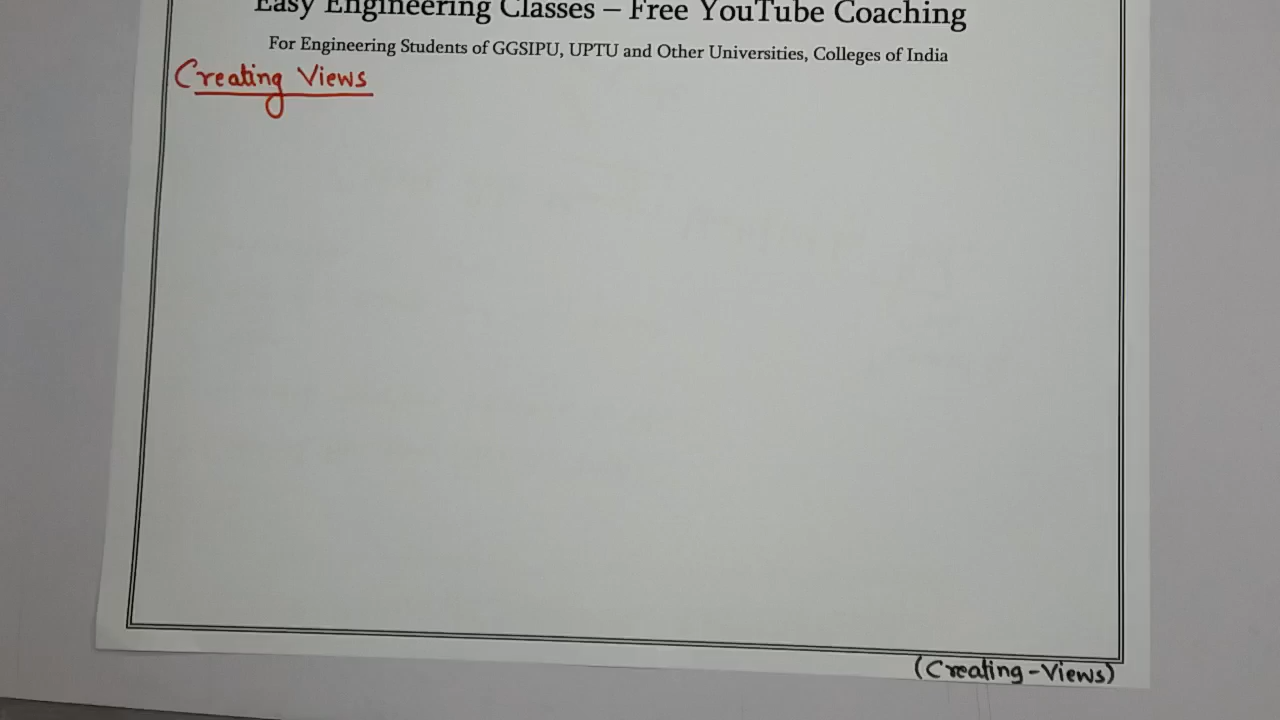 Easy Engineering Classes – Free YouTube Coaching
For Engineering Students of GGSIPU, UPTU and Other Universities, Colleges of India
Creating Views
(Creating-Views)